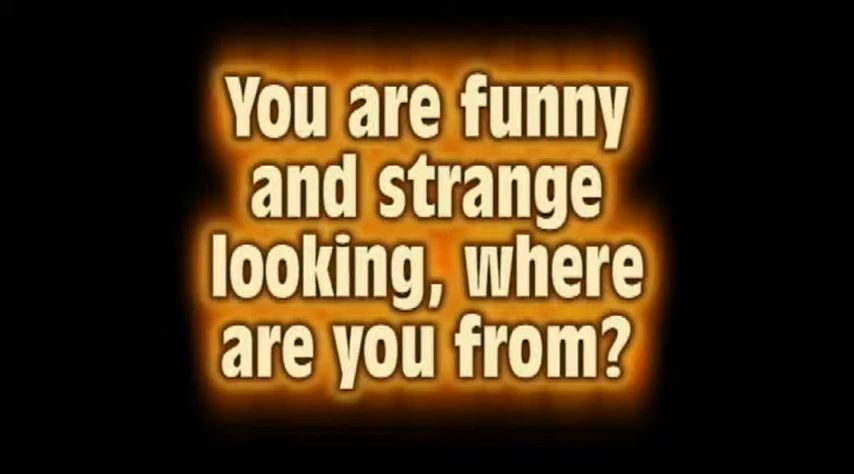 You are funny
and strange
looking, where
are you from?